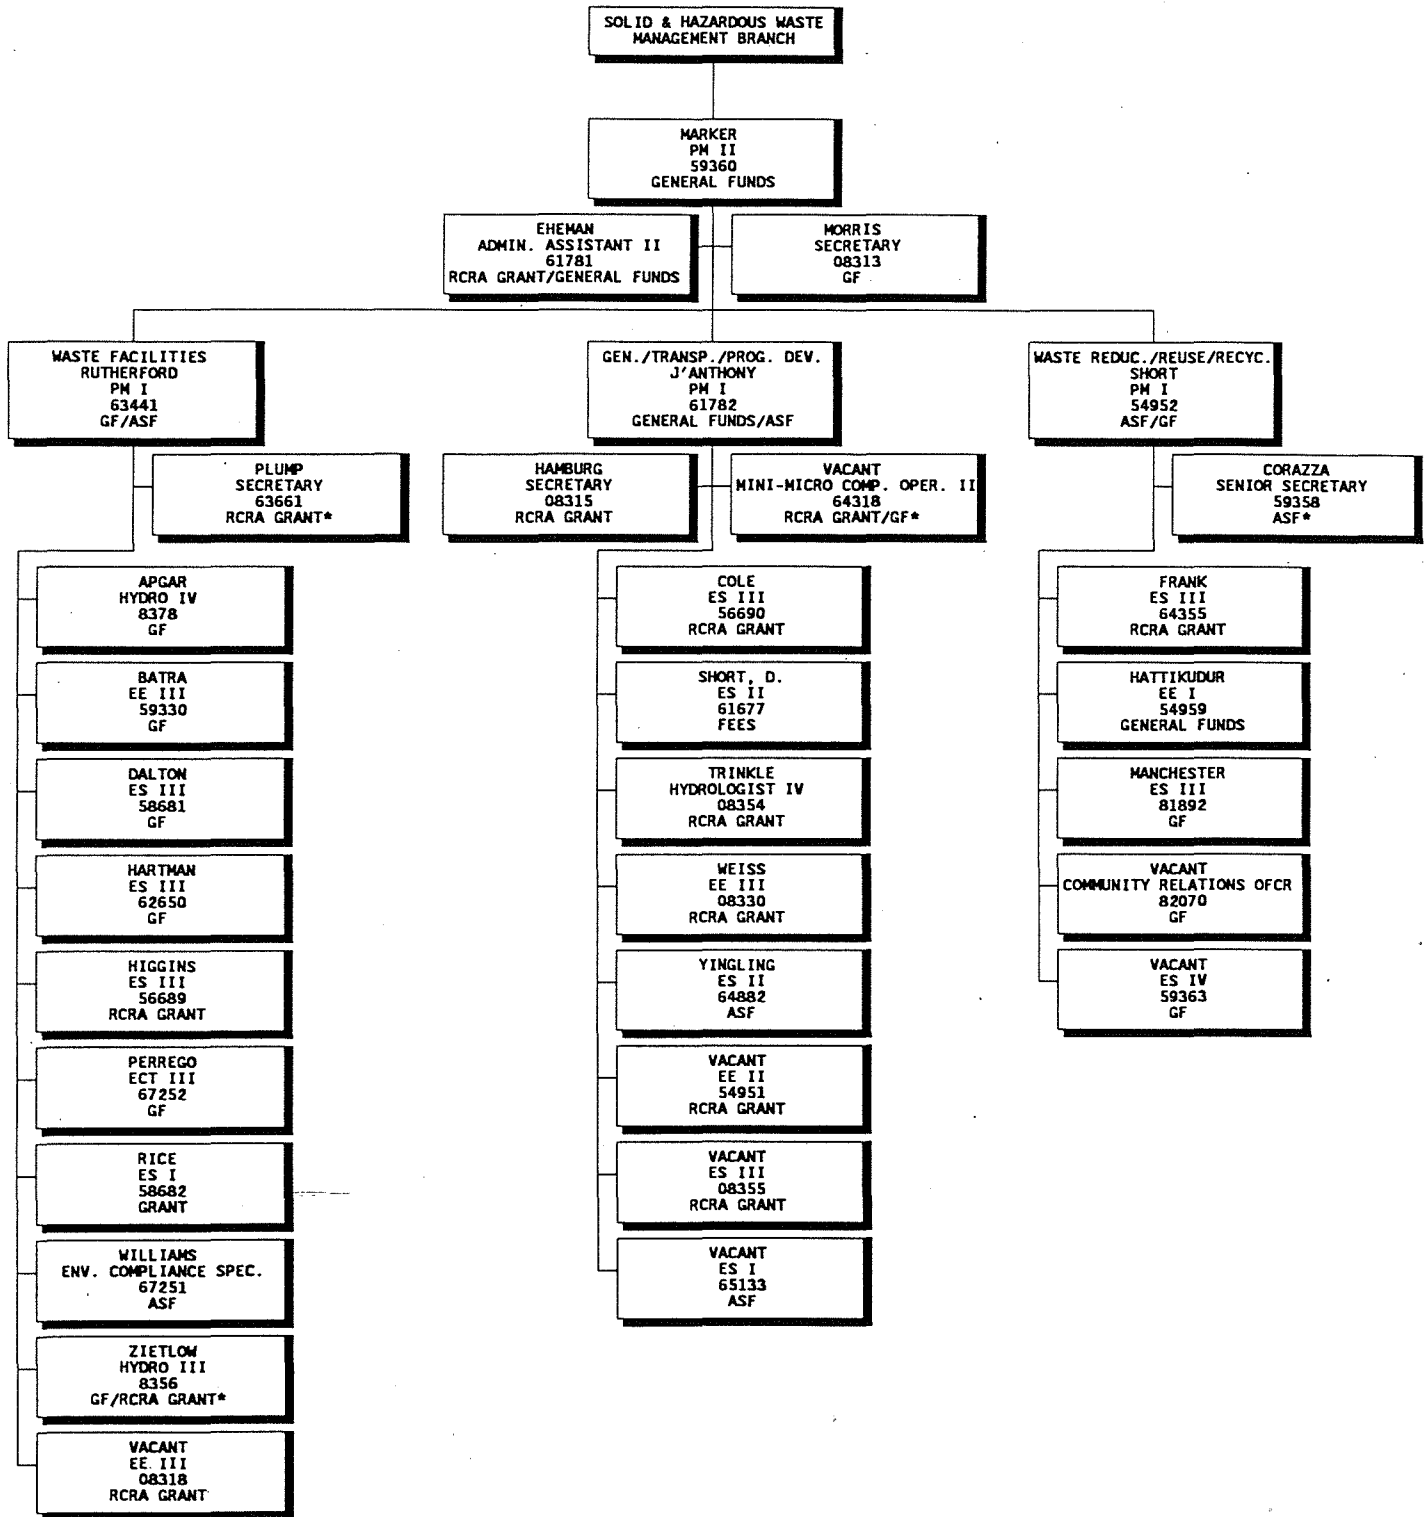 SOLID & HAZARDOUS WASTE
MANAGEMENT BRANCH
MARKER
PM II
59360
GENERAL FUNDS
EHEMAN
ADMIN. ASSISTANT II
61781
RCRA GRANT/GENERAL FUNDS
MORRIS
SECRETARY
08313
GF
WASTE FACILITIES
RUTHERFORD
PM I
63441
GF/ASF
GEN./TRANSP./PROG. DEV.
J'ANTHONY
PM I
61782
GENERAL FUNDS/ASF
WASTE REDUC./REUSE/RECYC.
SHORT
PM I
54952
ASF/GF
PLUMP
SECRETARY
63661
RCRA GRANT*
HAMBURG
SECRETARY
08315
RCRA GRANT
VACANT
MINI-MICRO COMP. OPER. II
64318
RCRA GRANT/GF*
CORAZZA
SENIOR SECRETARY
59358
ASF*
APGAR
HYDRO IV
8378
GF
BATRA
EE III
59330
GF
DALTON
ES III
58681
GF
HARTMAN
ES III
62650
GF
HIGGINS
ES III
56689
RCRA GRANT
PERREGO
ECT III
67252
GF
RICE
ES I
58682
GRANT
WILLIAMS
ENV. COMPLIANCE SPEC.
67251
ASF
ZIETLOW
HYDRO III
8356
GF/RCRA GRANT*
VACANT
EE III
08318
RCRA GRANT
COLE
ES III
56690
RCRA GRANT
SHORT, D.
ES II
61677
FEES
TRINKLE
HYDROLOGIST IV
08354
RCRA GRANT
WEISS
EE III
08330
RCRA GRANT
YINGLING
ES II
64882
ASF
VACANT
EE II
54951
RCRA GRANT
VACANT
ES III
08355
RCRA GRANT
VACANT
ES I
65133
ASF
FRANK
ES III
64355
RCRA GRANT
HATTIKUDUR
EE I
54959
GENERAL FUNDS
MANCHESTER
ES III
81892
GF
VACANT
COMMUNITY RELATIONS OFCR
82070
GF
VACANT
ES IV
59363
GF